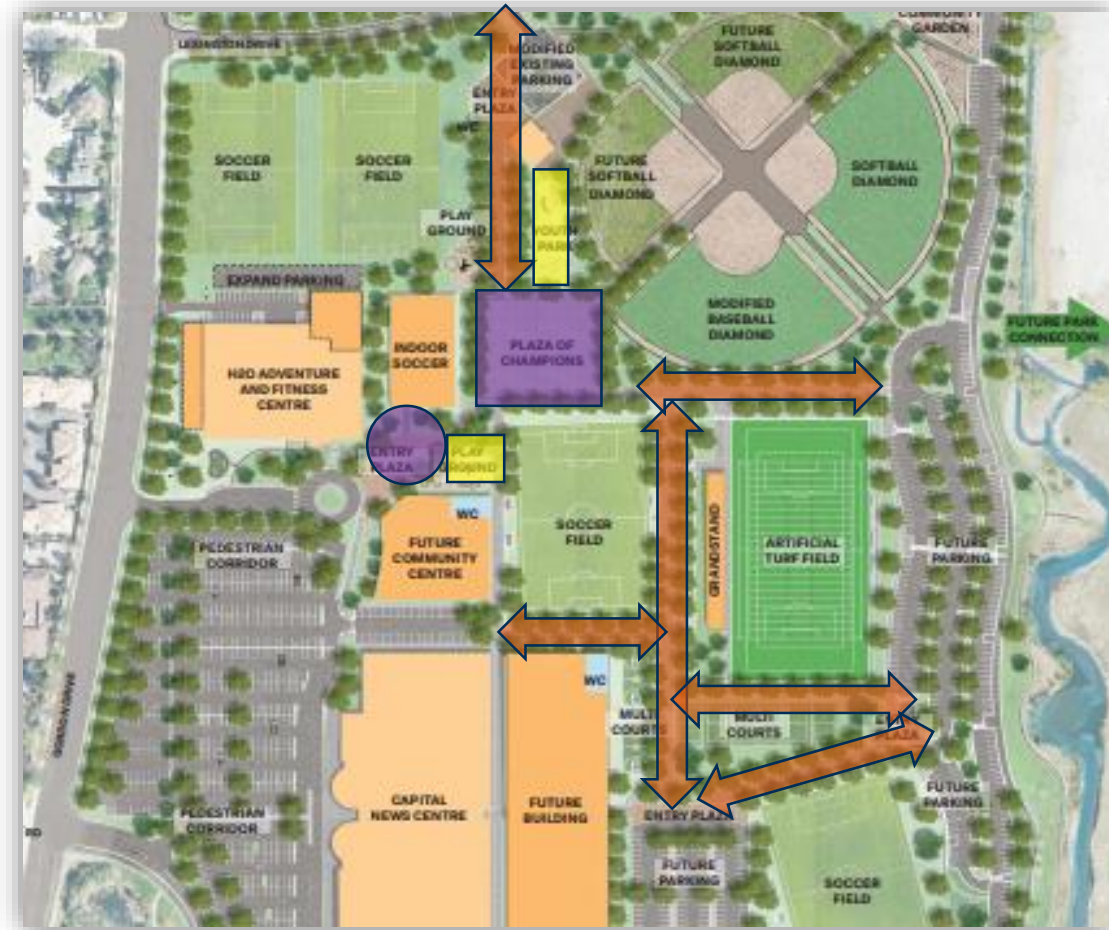 LEXINGTON DRIVE
MODIFIED
EXISTING
PARKING
ENTRY
PLAZA
WC
FUTURE
SOFTBALL
DIAMOND
COMMUNITY
GARDEN
SOCCER
FIELD
SOCCER
FIELD
FUTURE
SOFTBALL
DIAMOND
SOFTBALL
DIAMOND
PLAY
GROUND
YOUTH
PARK
EXPAND PARKING
MODIFIED
BASEBALL
DIAMOND
FUTURE PARK
CONNECTION
H2O ADVENTURE
AND FITNESS
CENTRE
INDOOR
SOCCER
PLAZA OF
CHAMPIONS
ENTRY
PLAZA
PLAY
GROUND
WC
FUTURE
COMMUNITY
CENTRE
PEDESTRIAN
CORRIDOR
SOCCER
FIELD
GRANDSTAND
ARTIFICIAL
TURF FIELD
FUTURE
PARKING
WC
MULTI
COURTS
MULTI
COURTS
PLAZA
CAPITAL
NEWS CENTRE
FUTURE
BUILDING
PEDESTRIAN
CORRIDOR
RD
ENTRY PLAZA
FUTURE
PARKING
FUTURE
PARKING
SOCCER
FIELD